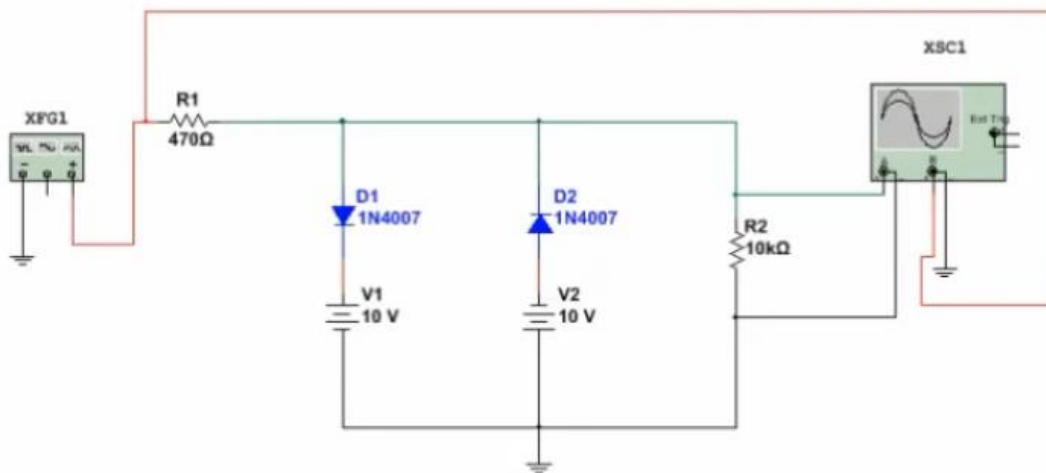 XSC1
R1
XFG1
470Ω
Ext Trig
D1
1N4007
D2
1N4007
R2
10kΩ
V1
10 V
V2
10 V